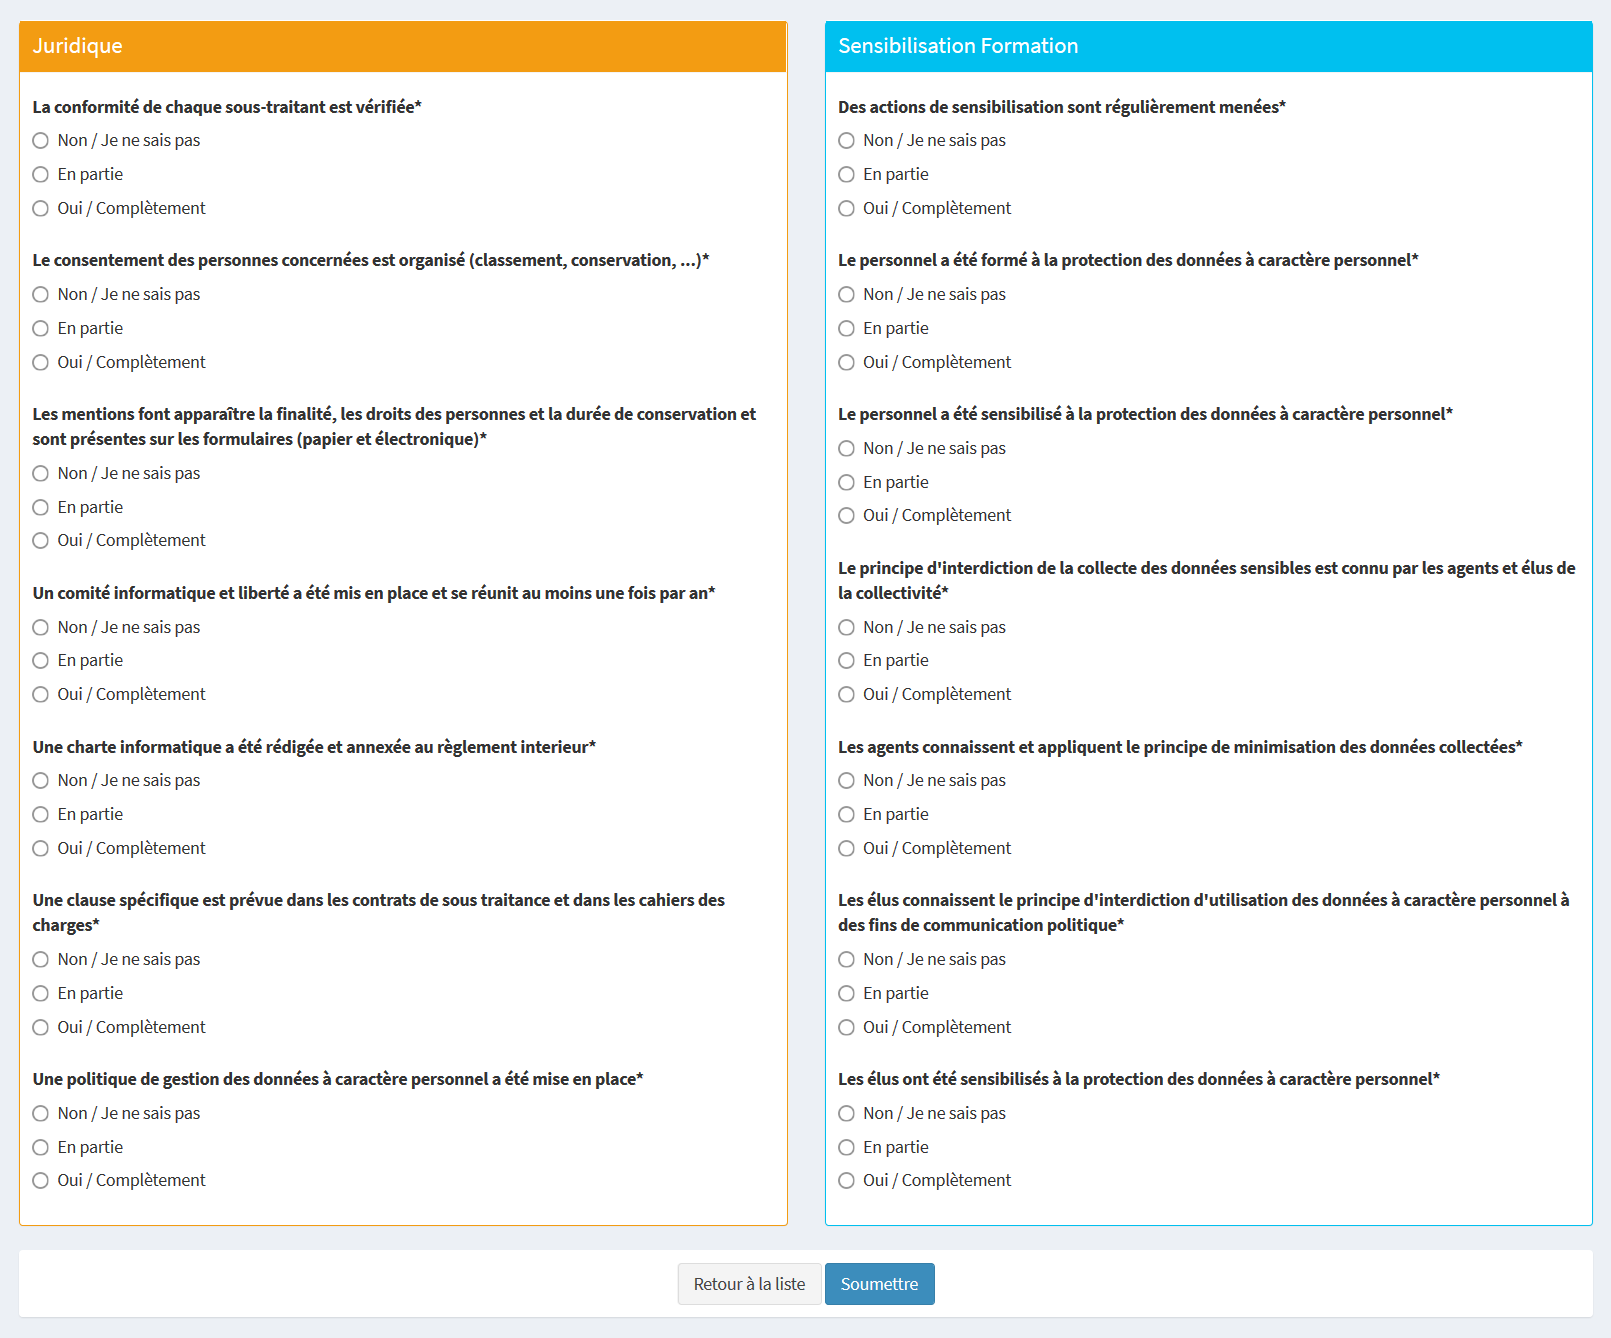 Juridique
La conformité de chaque sous-traitant est vérifiée*
Non / Je ne sais pas
En partie
Oui / Complètement
Le consentement des personnes concernées est organisé (classement, conservation, ...)*
Non / Je ne sais pas
En partie
Oui / Complètement
Les mentions font apparaître la finalité, les droits des personnes et la durée de conservation et
sont présentes sur les formulaires (papier et électronique)*
Non / Je ne sais pas
En partie
Oui / Complètement
Un comité informatique et liberté a été mis en place et se réunit au moins une fois par an*
Non / Je ne sais pas
En partie
Oui / Complètement
Une charte informatique a été rédigée et annexée au règlement interieur*
Non / Je ne sais pas
En partie
Oui / Complètement
Une clause spécifique est prévue dans les contrats de sous traitance et dans les cahiers des
charges*
Non / Je ne sais pas
En partie
Oui / Complètement
Une politique de gestion des données à caractère personnel a été mise en place*
Non / Je ne sais pas
En partie
Oui / Complètement
Sensibilisation Formation
Des actions de sensibilisation sont régulièrement menées*
Non / Je ne sais pas
En partie
Oui / Complètement
Le personnel a été formé à la protection des données à caractère personnel*
Non / Je ne sais pas
En partie
Oui / Complètement
Le personnel a été sensibilisé à la protection des données à caractère personnel*
Non / Je ne sais pas
En partie
Oui / Complètement
Le principe d'interdiction de la collecte des données sensibles est connu par les agents et élus de
la collectivité*
Non / Je ne sais pas
En partie
Oui / Complètement
Les agents connaissent et appliquent le principe de minimisation des données collectées*
Non / Je ne sais pas
En partie
Oui / Complètement
Les élus connaissent le principe d'interdiction d'utilisation des données à caractère personnel à
des fins de communication politique*
Non / Je ne sais pas
En partie
Oui / Complètement
Les élus ont été sensibilisés à la protection des données à caractère personnel*
Non / Je ne sais pas
En partie
Oui / Complètement
Retour à la liste
Soumettre